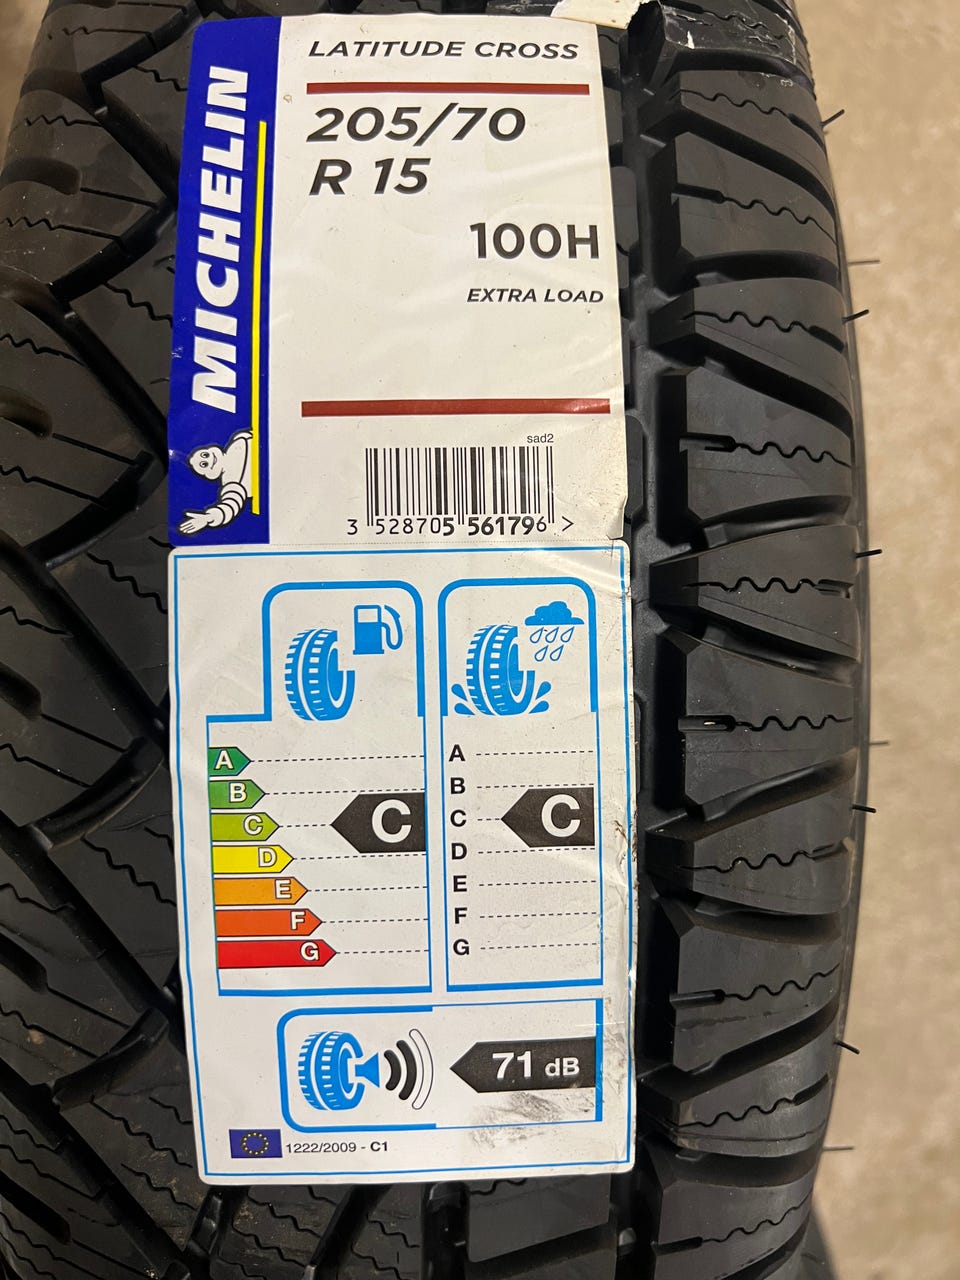 MICHELIN
LATITUDE CROSS
205/70
R 15
100H
EXTRA LOAD
sad2
3 528705 561796 >
A
B
C
D
E
F
G
C
A
B
C
D
E
F
G
C
71 dB
1222/2009 - C1